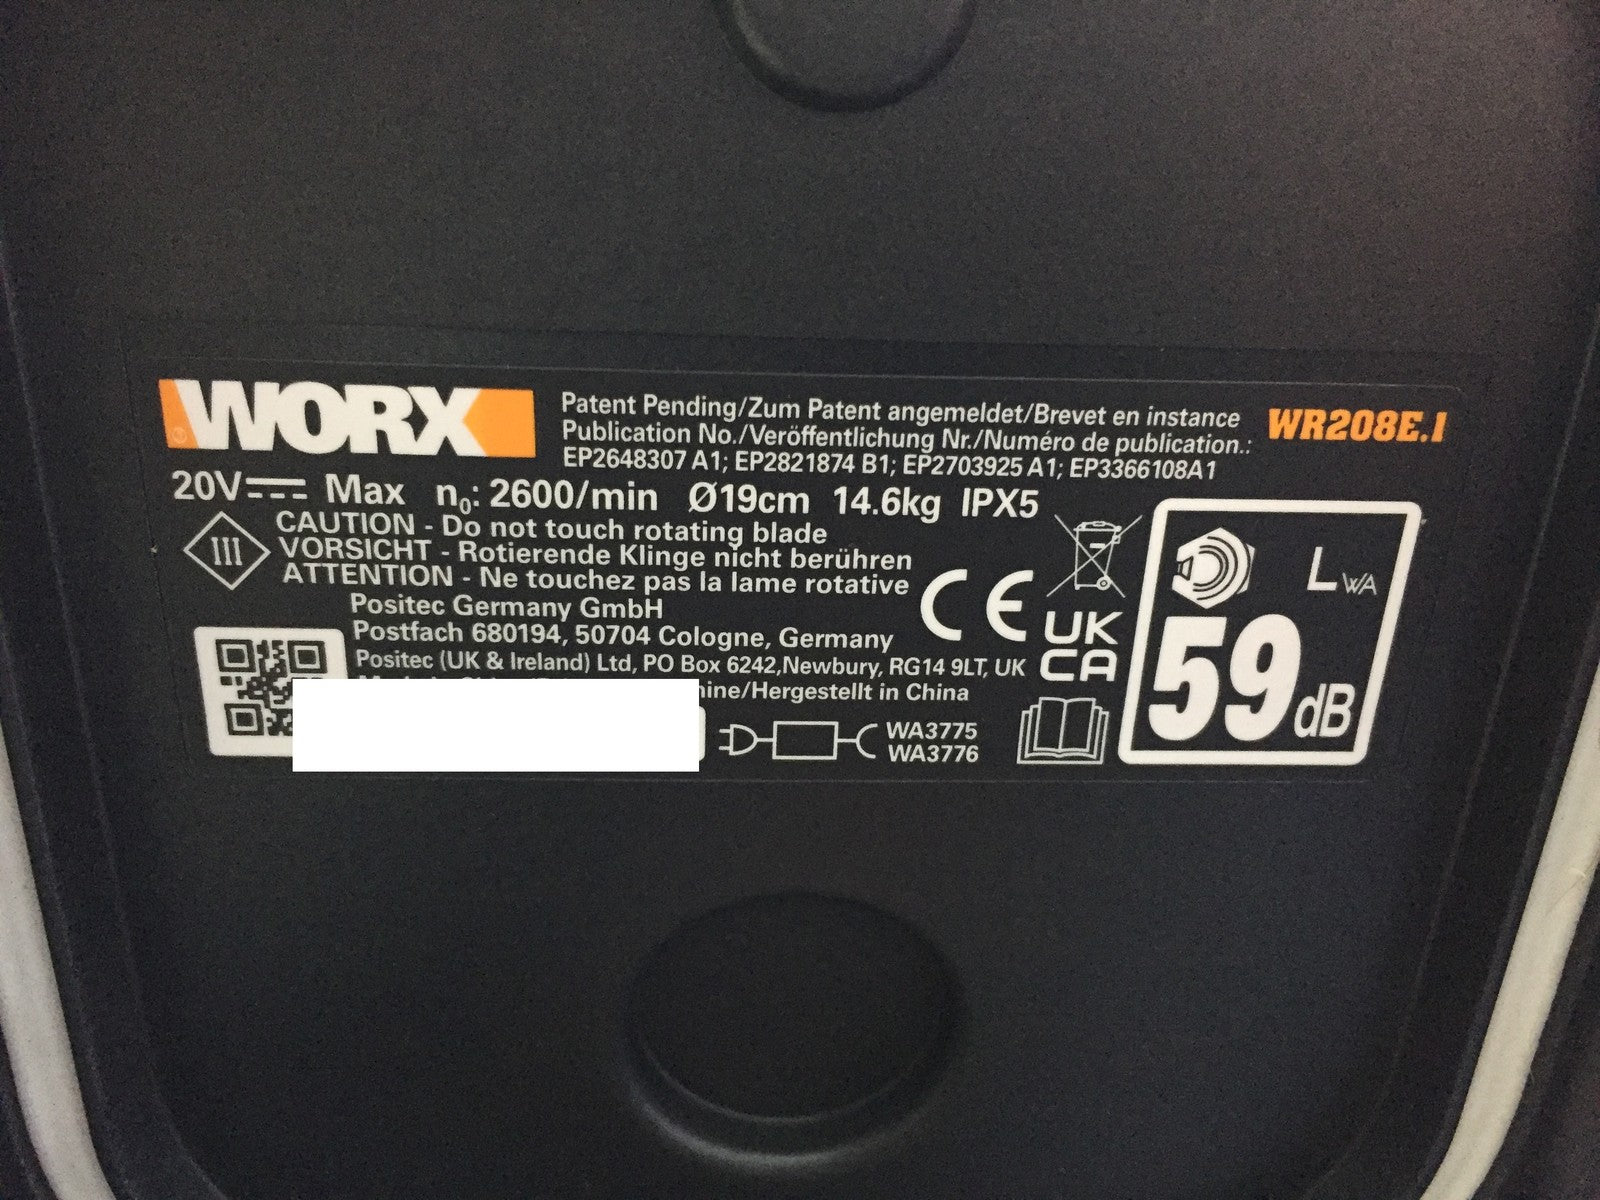 WORX
Patent Pending/Zum Patent angemeldet/Brevet en instance
WR208E.1
Publication No./Veröffentlichung Nr./Numéro de publication.:
EP2648307 A1; EP2821874 B1; EP2703925 A1; EP3366108A1
20V Max n0: 2600/min Ø19cm 14.6kg IPX5
III
CAUTION - Do not touch rotating blade
VORSICHT - Rotierende Klinge nicht berühren
ATTENTION - Ne touchez pas la lame rotative
Positec Germany GmbH
Postfach 680194, 50704 Cologne, Germany
Positec (UK & Ireland) Ltd, PO Box 6242,Newbury, RG14 9LT, UK
/Hergestellt in China
WA3775
WA3776
CE
UK
CA
LWA
59dB